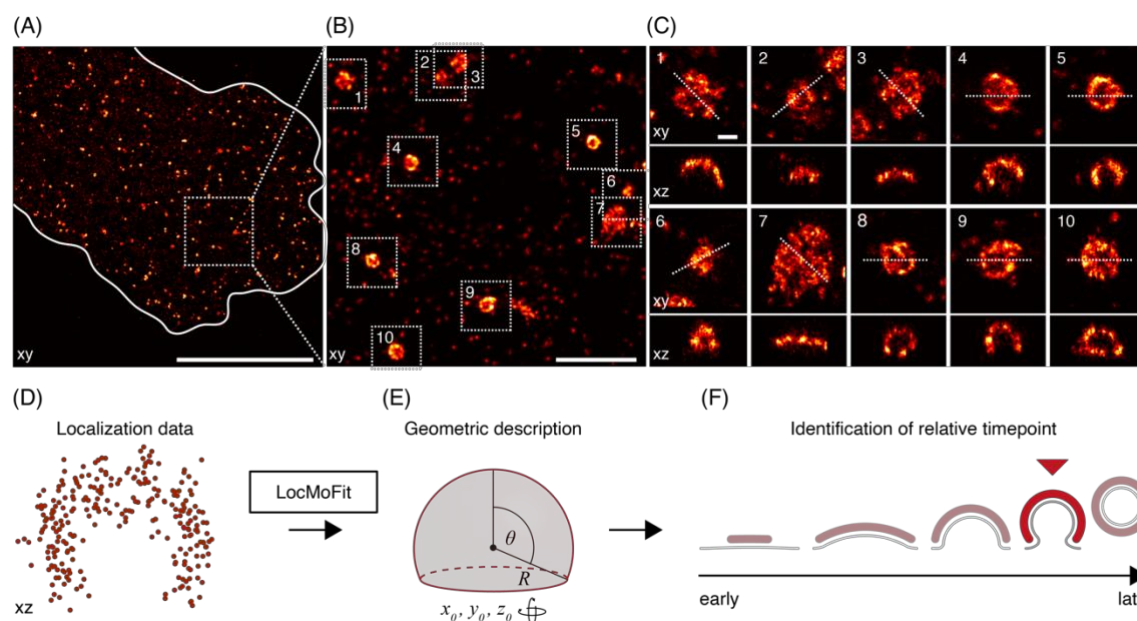 (A)
(B)
(C)
xy
1
2
3
4
5
6
7
8
9
10
xy
1
2
3
4
5
xy
xz
6
7
8
9
10
xy
xz
(D)
(E)
(F)
Localization data
Geometric description
Identification of relative timepoint
LocMoFit
θ
R
x₀, y₀, z₀
xz
early
lat